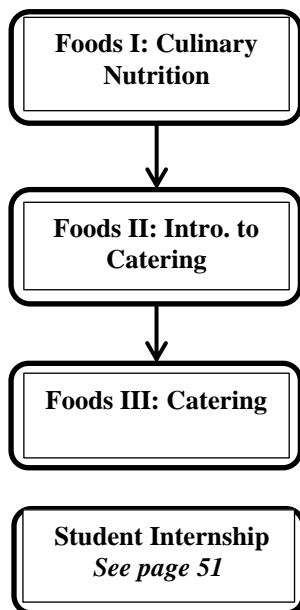 Foods I: Culinary
Nutrition
Foods II: Intro. to
Catering
Foods III: Catering
Student Internship
See page 51